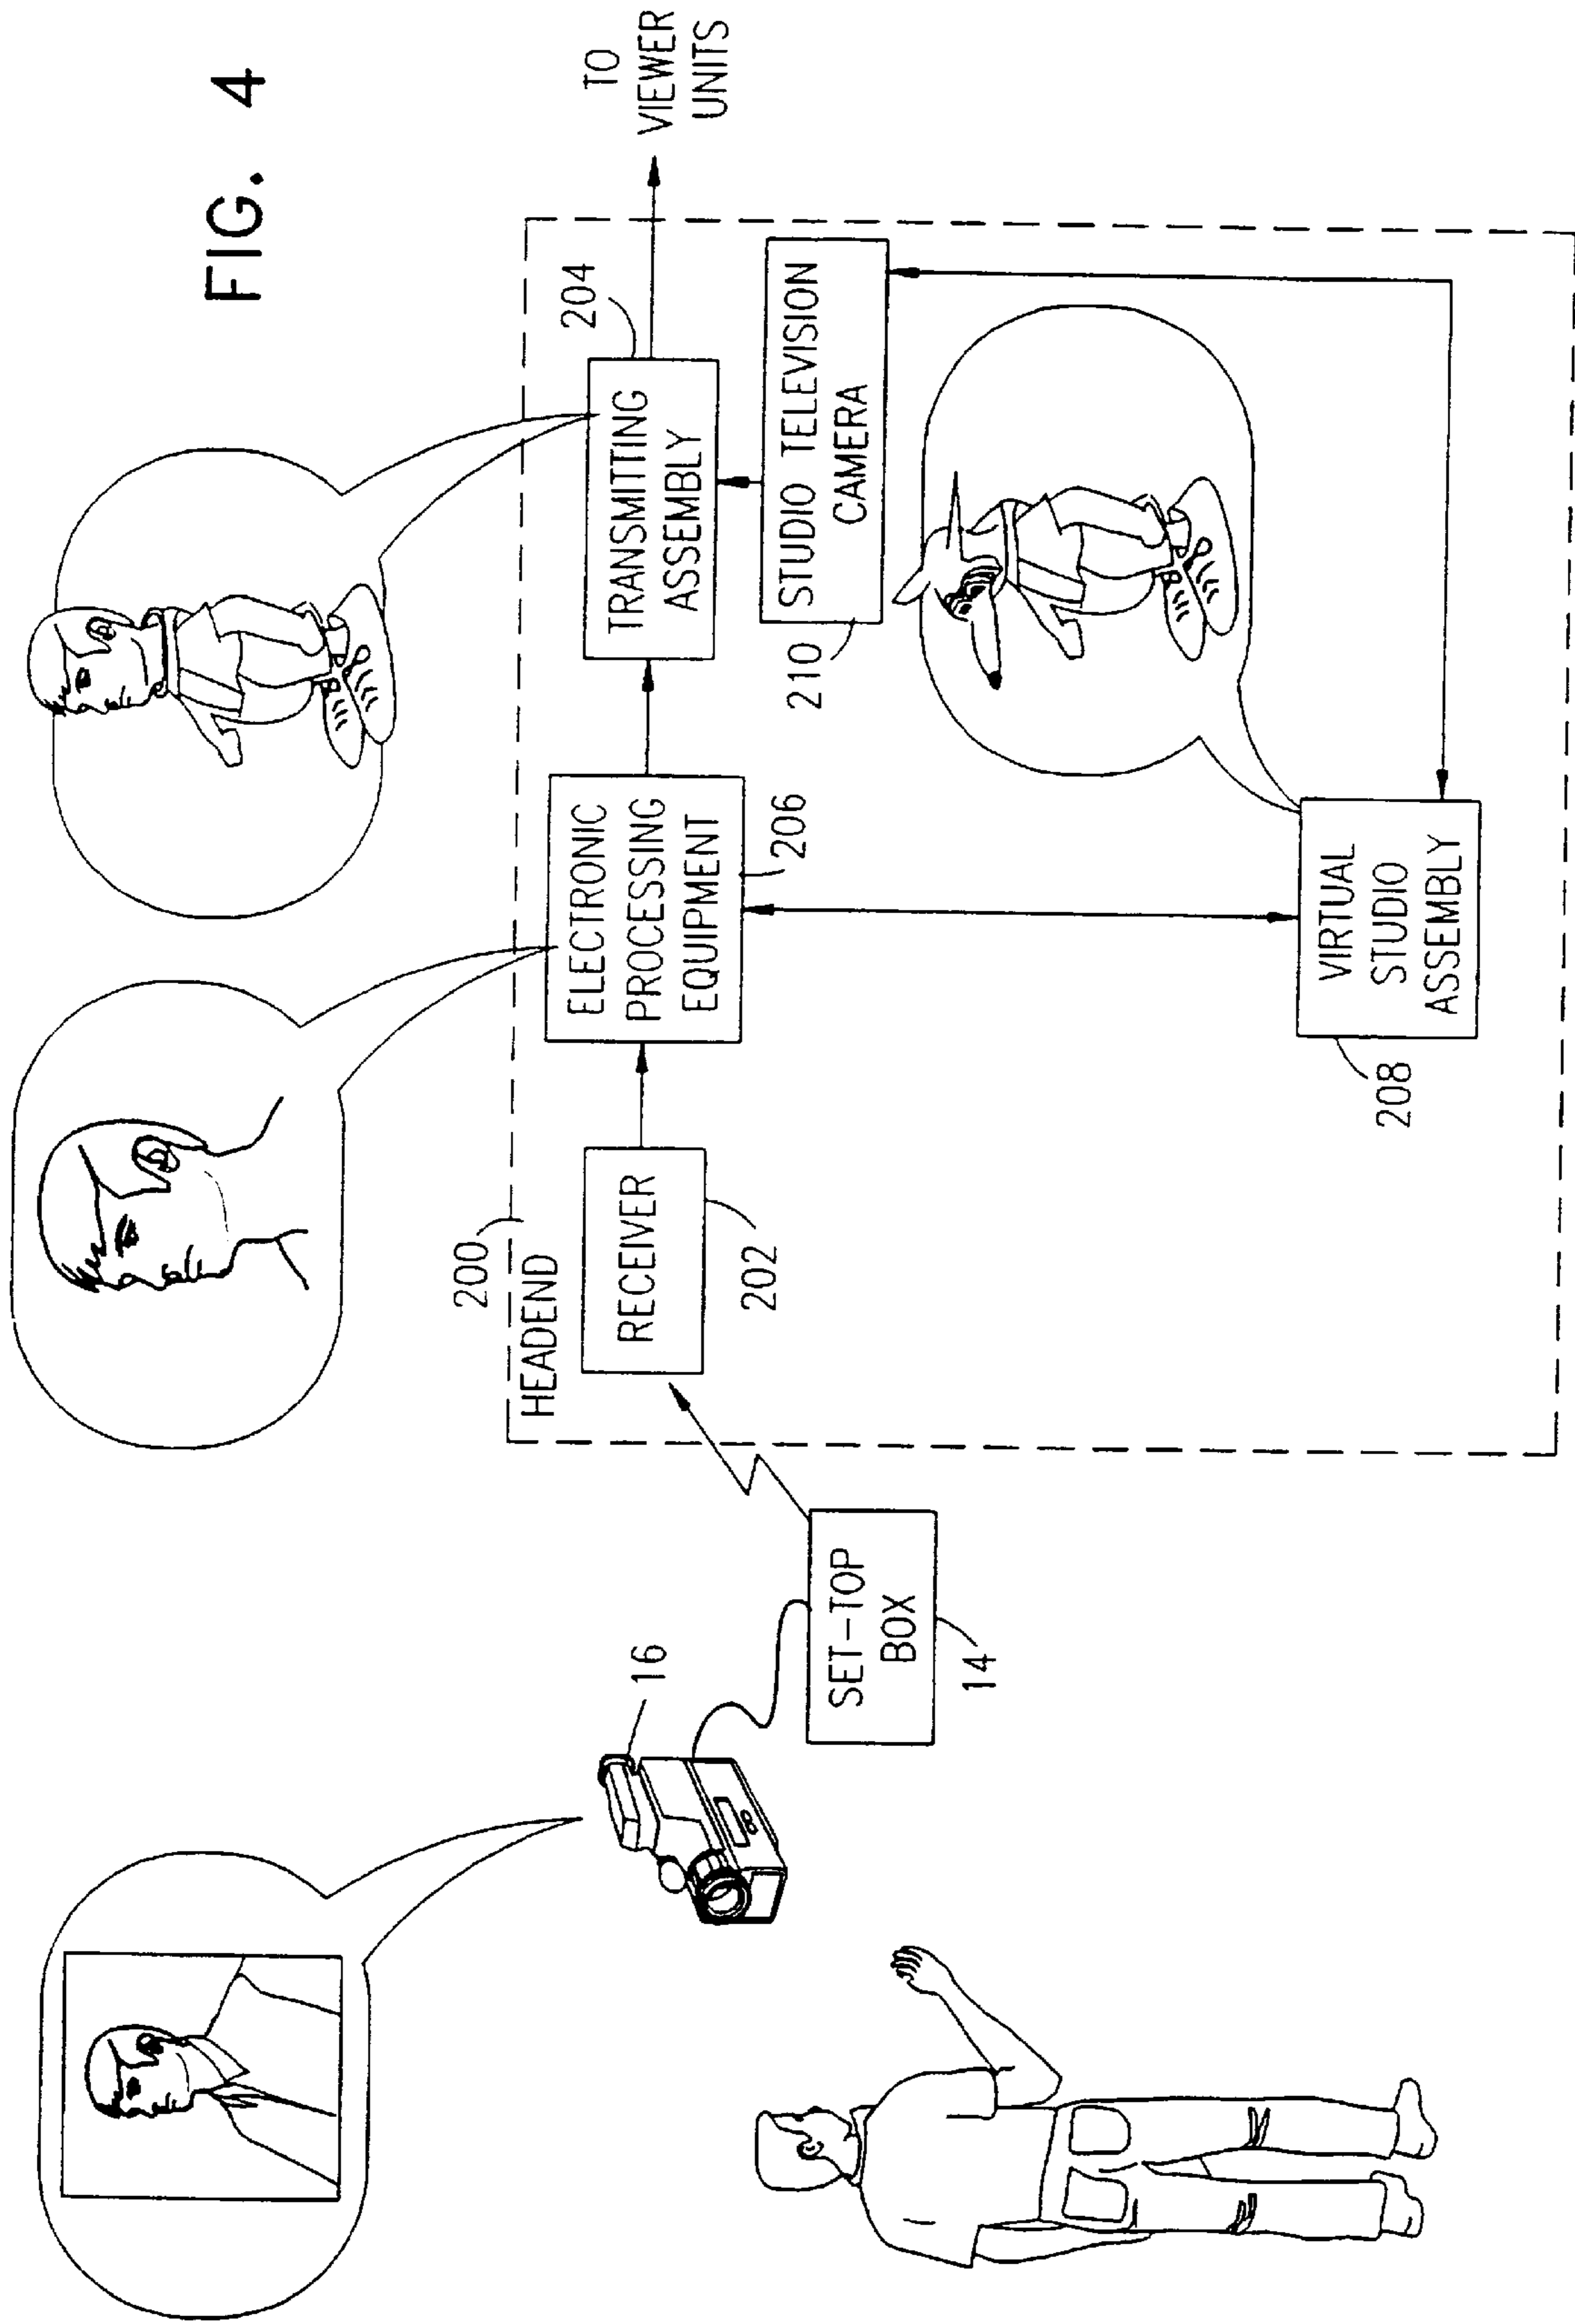 FIG. 4
TO
VIEWER
UNITS
200
HEADEND
RECEIVER
202
ELECTRONIC
PROCESSING
EQUIPMENT
206
TRANSMITTING
ASSEMBLY
204
STUDIO TELEVISION
CAMERA
210
VIRTUAL
STUDIO
ASSEMBLY
208
16
SET-TOP
BOX
14